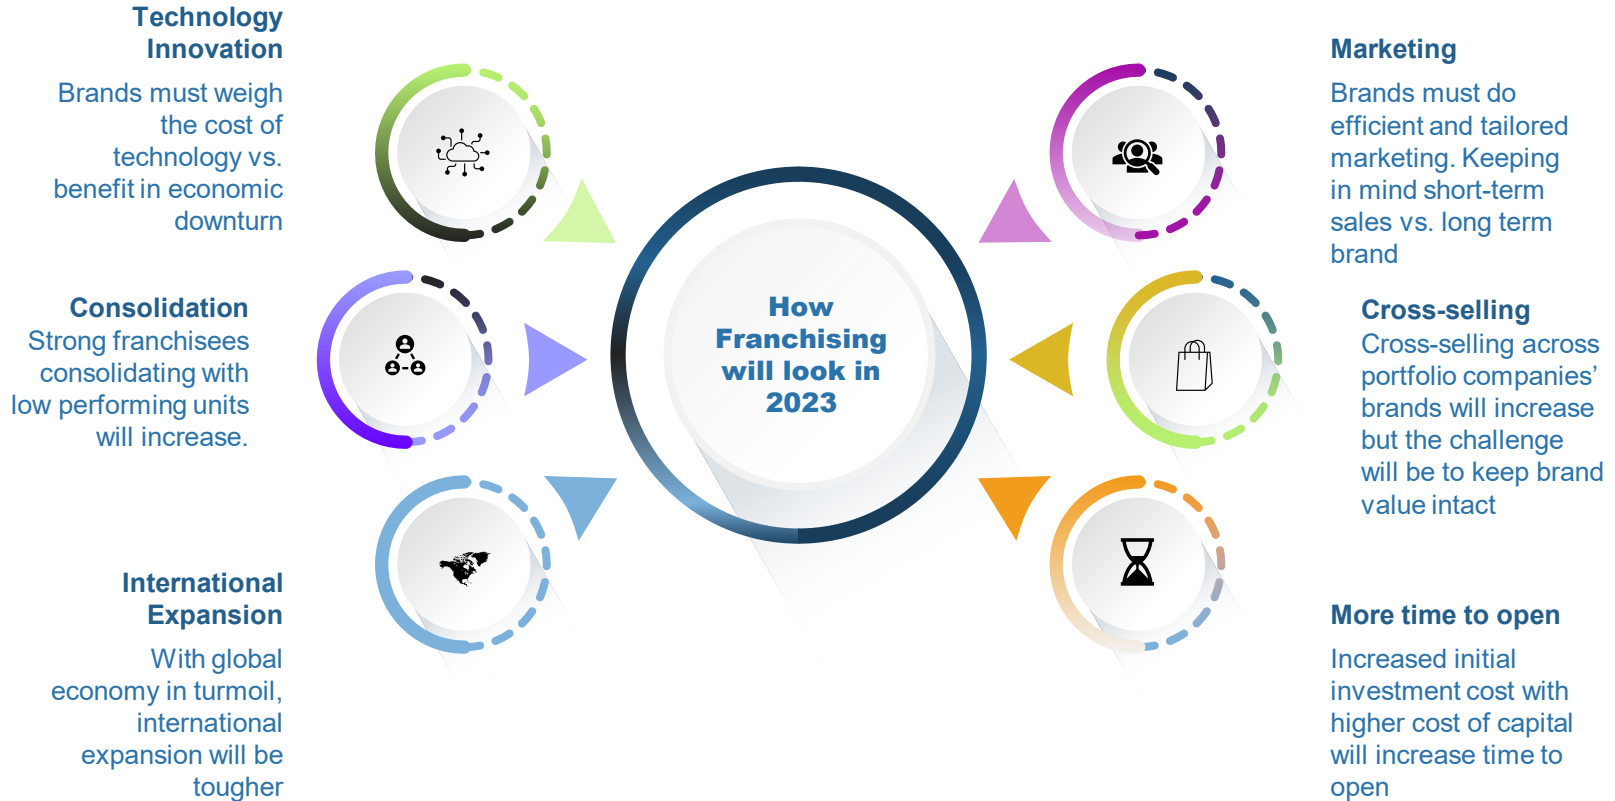 Technology
Innovation
Brands must weigh
the cost of
technology vs.
benefit in economic
downturn
Consolidation
Strong franchisees
consolidating with
low performing units
will increase.
International
Expansion
With global
economy in turmoil,
international
expansion will be
tougher
How
Franchising
will look in
2023
Marketing
Brands must do
efficient and tailored
marketing. Keeping
in mind short-term
sales vs. long term
brand
Cross-selling
Cross-selling across
portfolio companies’
brands will increase
but the challenge
will be to keep brand
value intact
More time to open
Increased initial
investment cost with
higher cost of capital
will increase time to
open